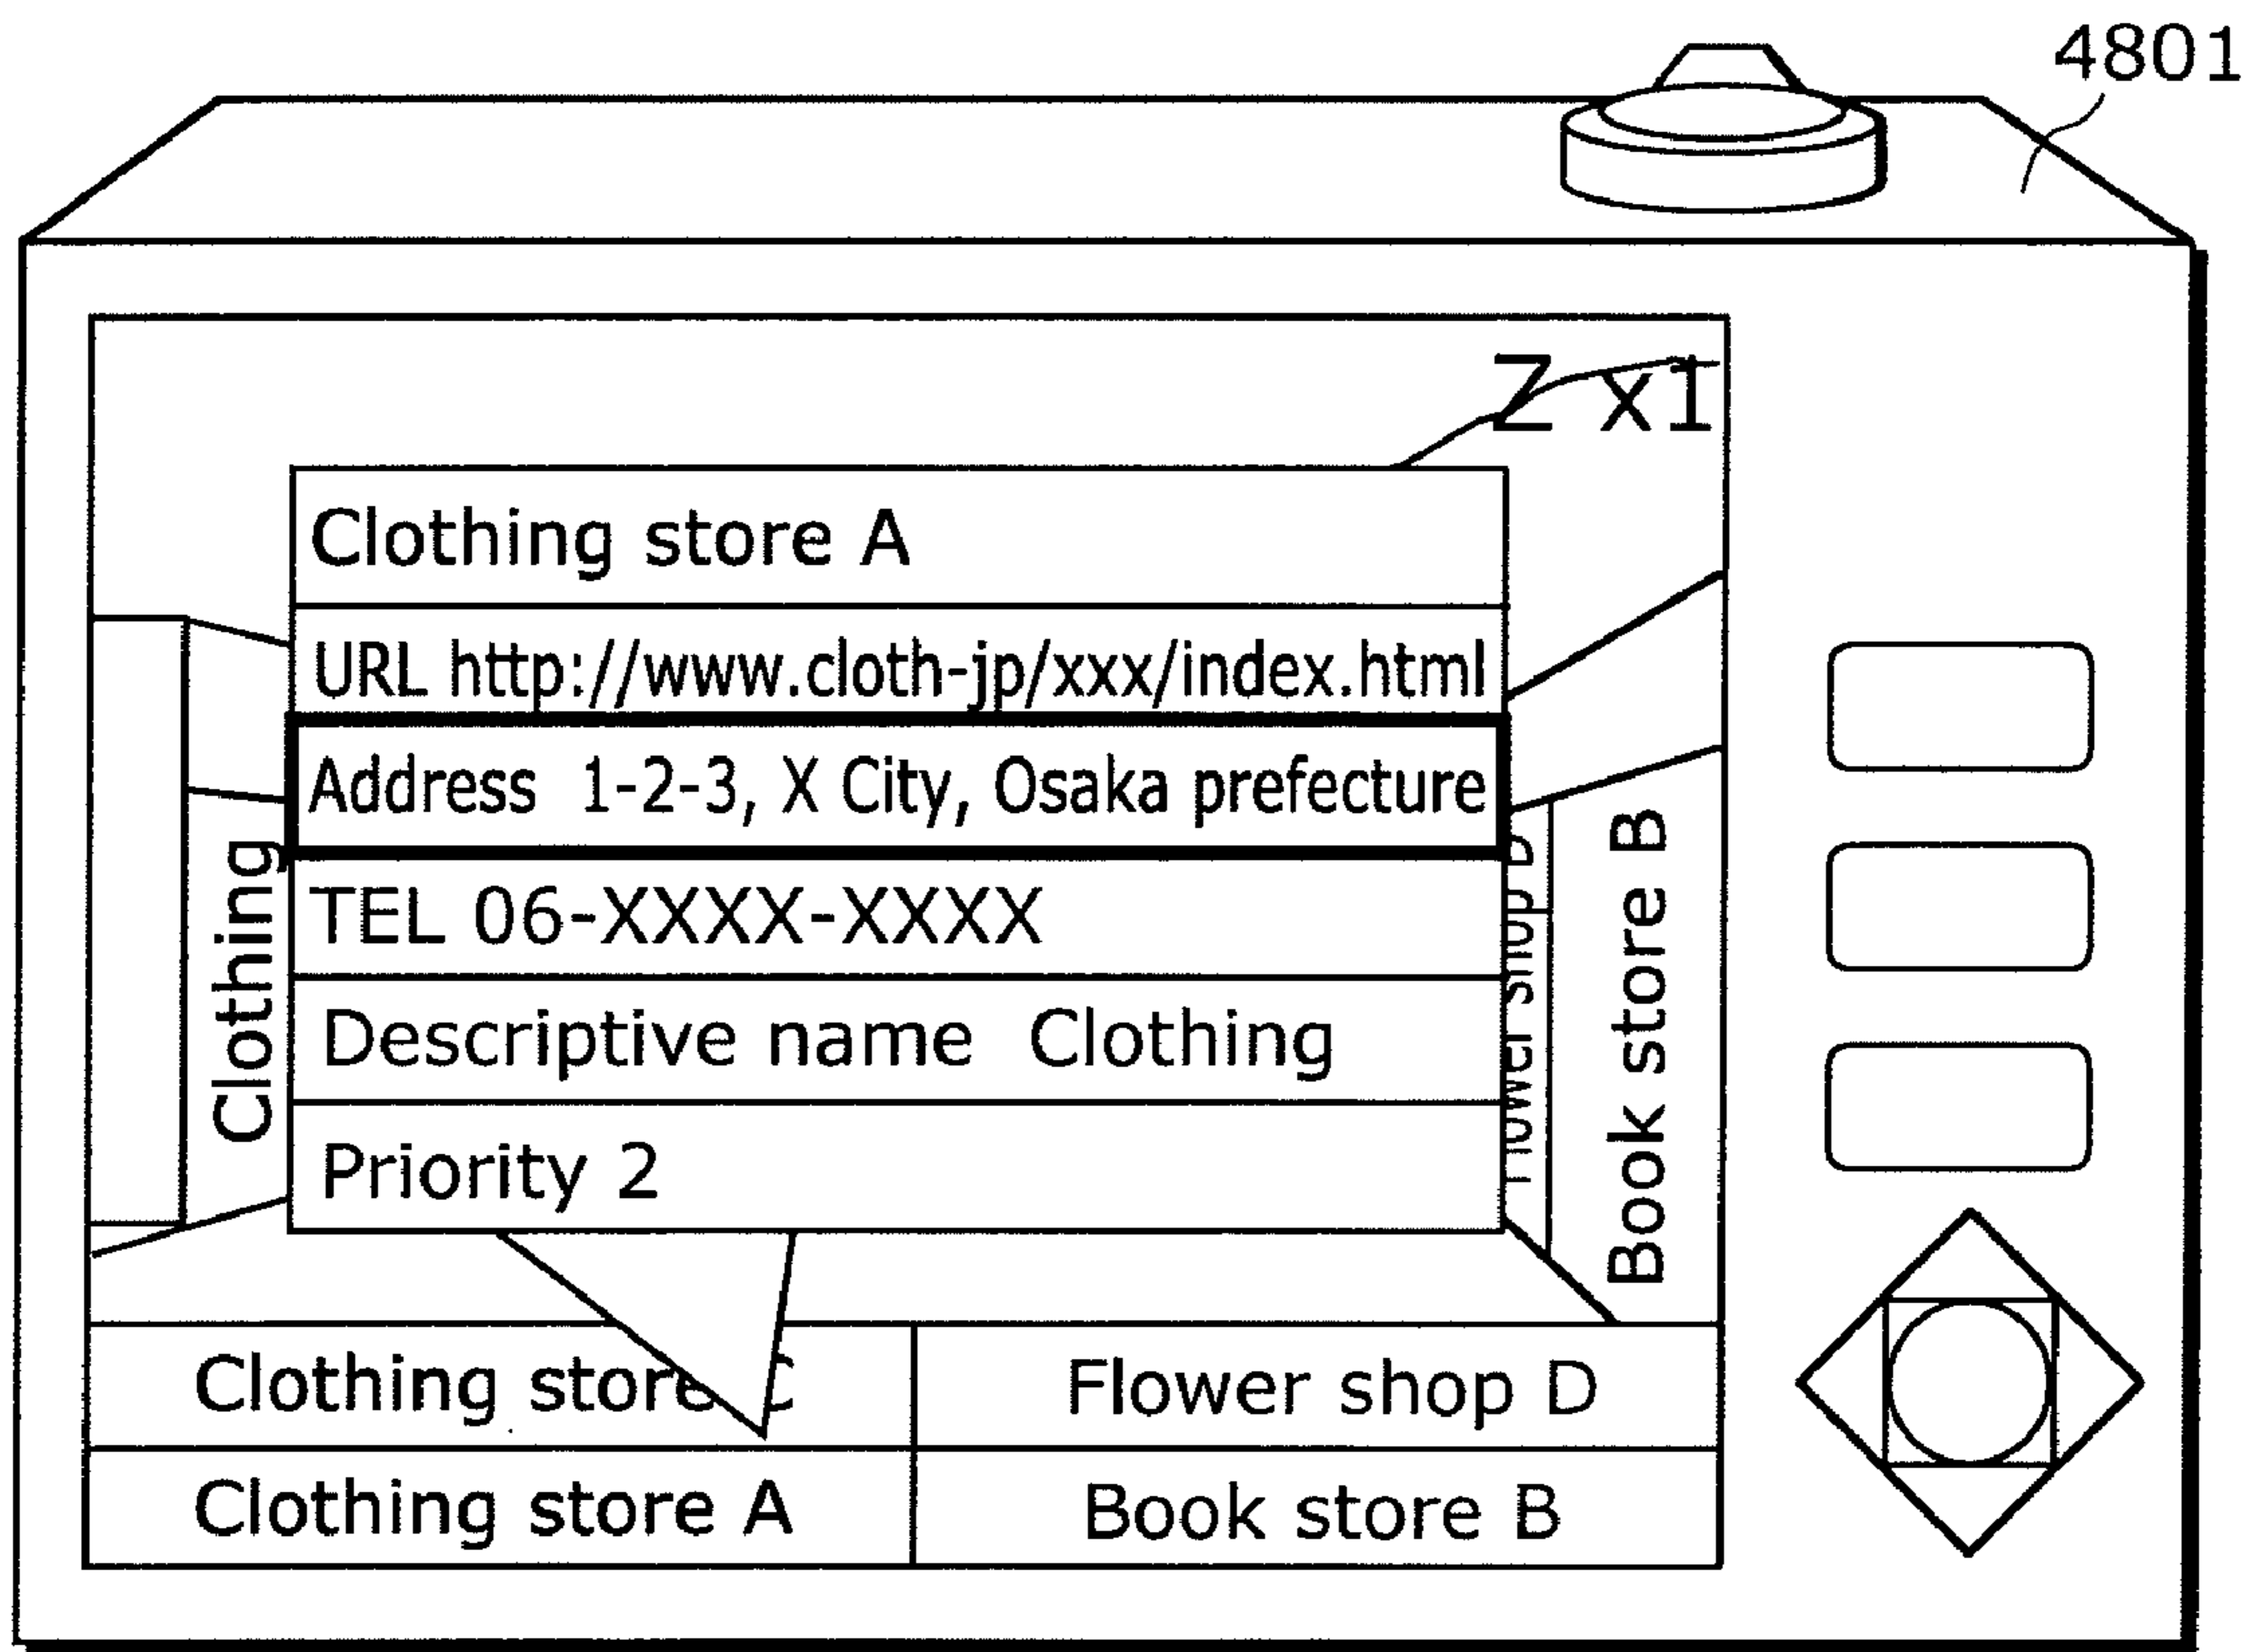 4801
Z x1
Clothing store A
URL http://www.cloth-jp/xxx/index.html
Address 1-2-3, X City, Osaka prefecture
TEL 06-XXXX-XXXX
Descriptive name Clothing
Priority 2
Clothing
Flower shop D
Book store B
Clothing store C
Flower shop D
Clothing store A
Book store B